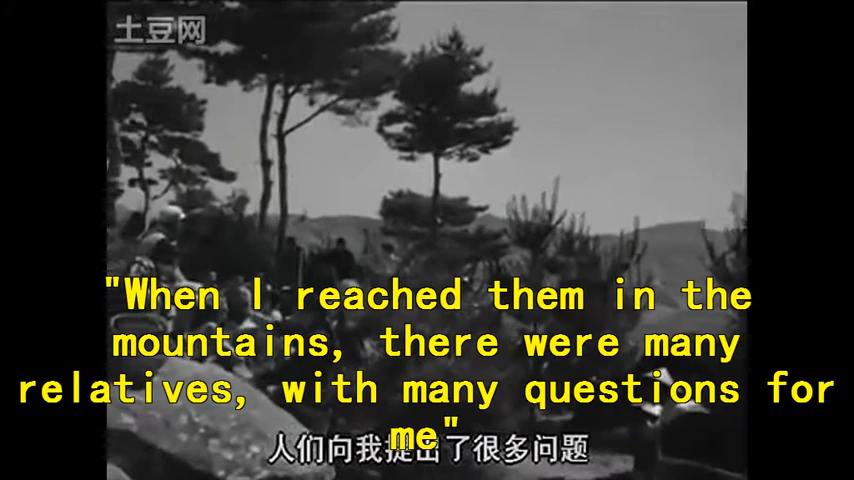 土豆网
"When I reached them in the
mountains, there were many
relatives, with many questions for
me"
人们向我提出了很多问题